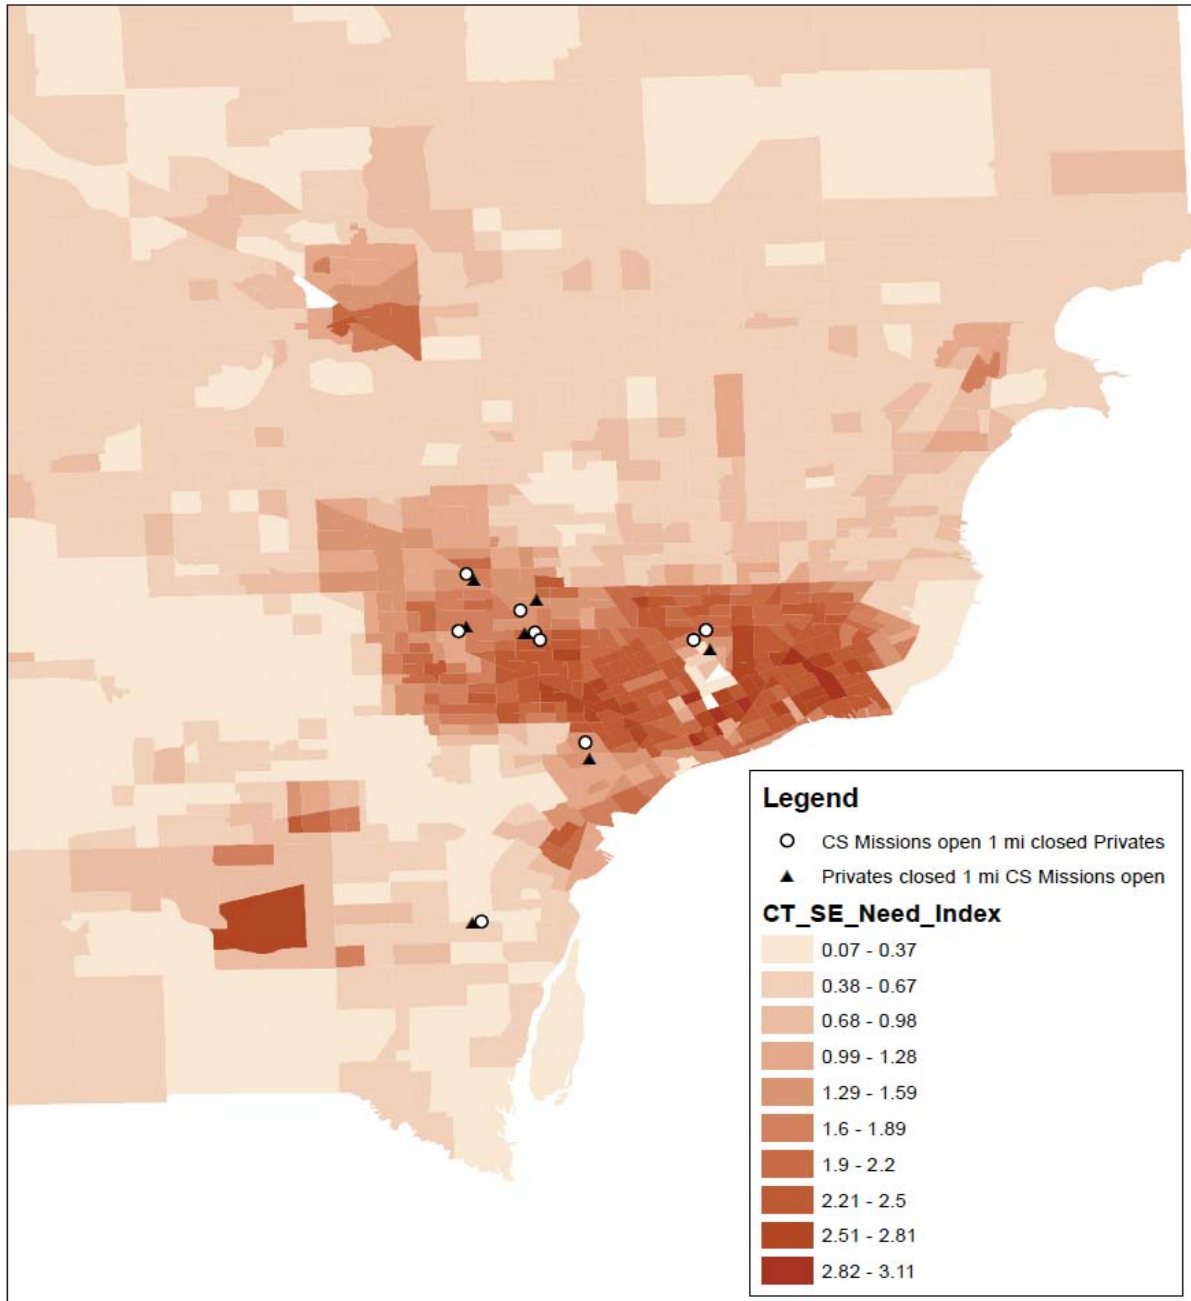 Legend
CS Missions open 1 mi closed Privates
Privates closed 1 mi CS Missions open
CT_SE_Need_Index
0.07 - 0.37
0.38 - 0.67
0.68 - 0.98
0.99 - 1.28
1.29 - 1.59
1.6 - 1.89
1.9 - 2.2
2.21 - 2.5
2.51 - 2.81
2.82 - 3.11